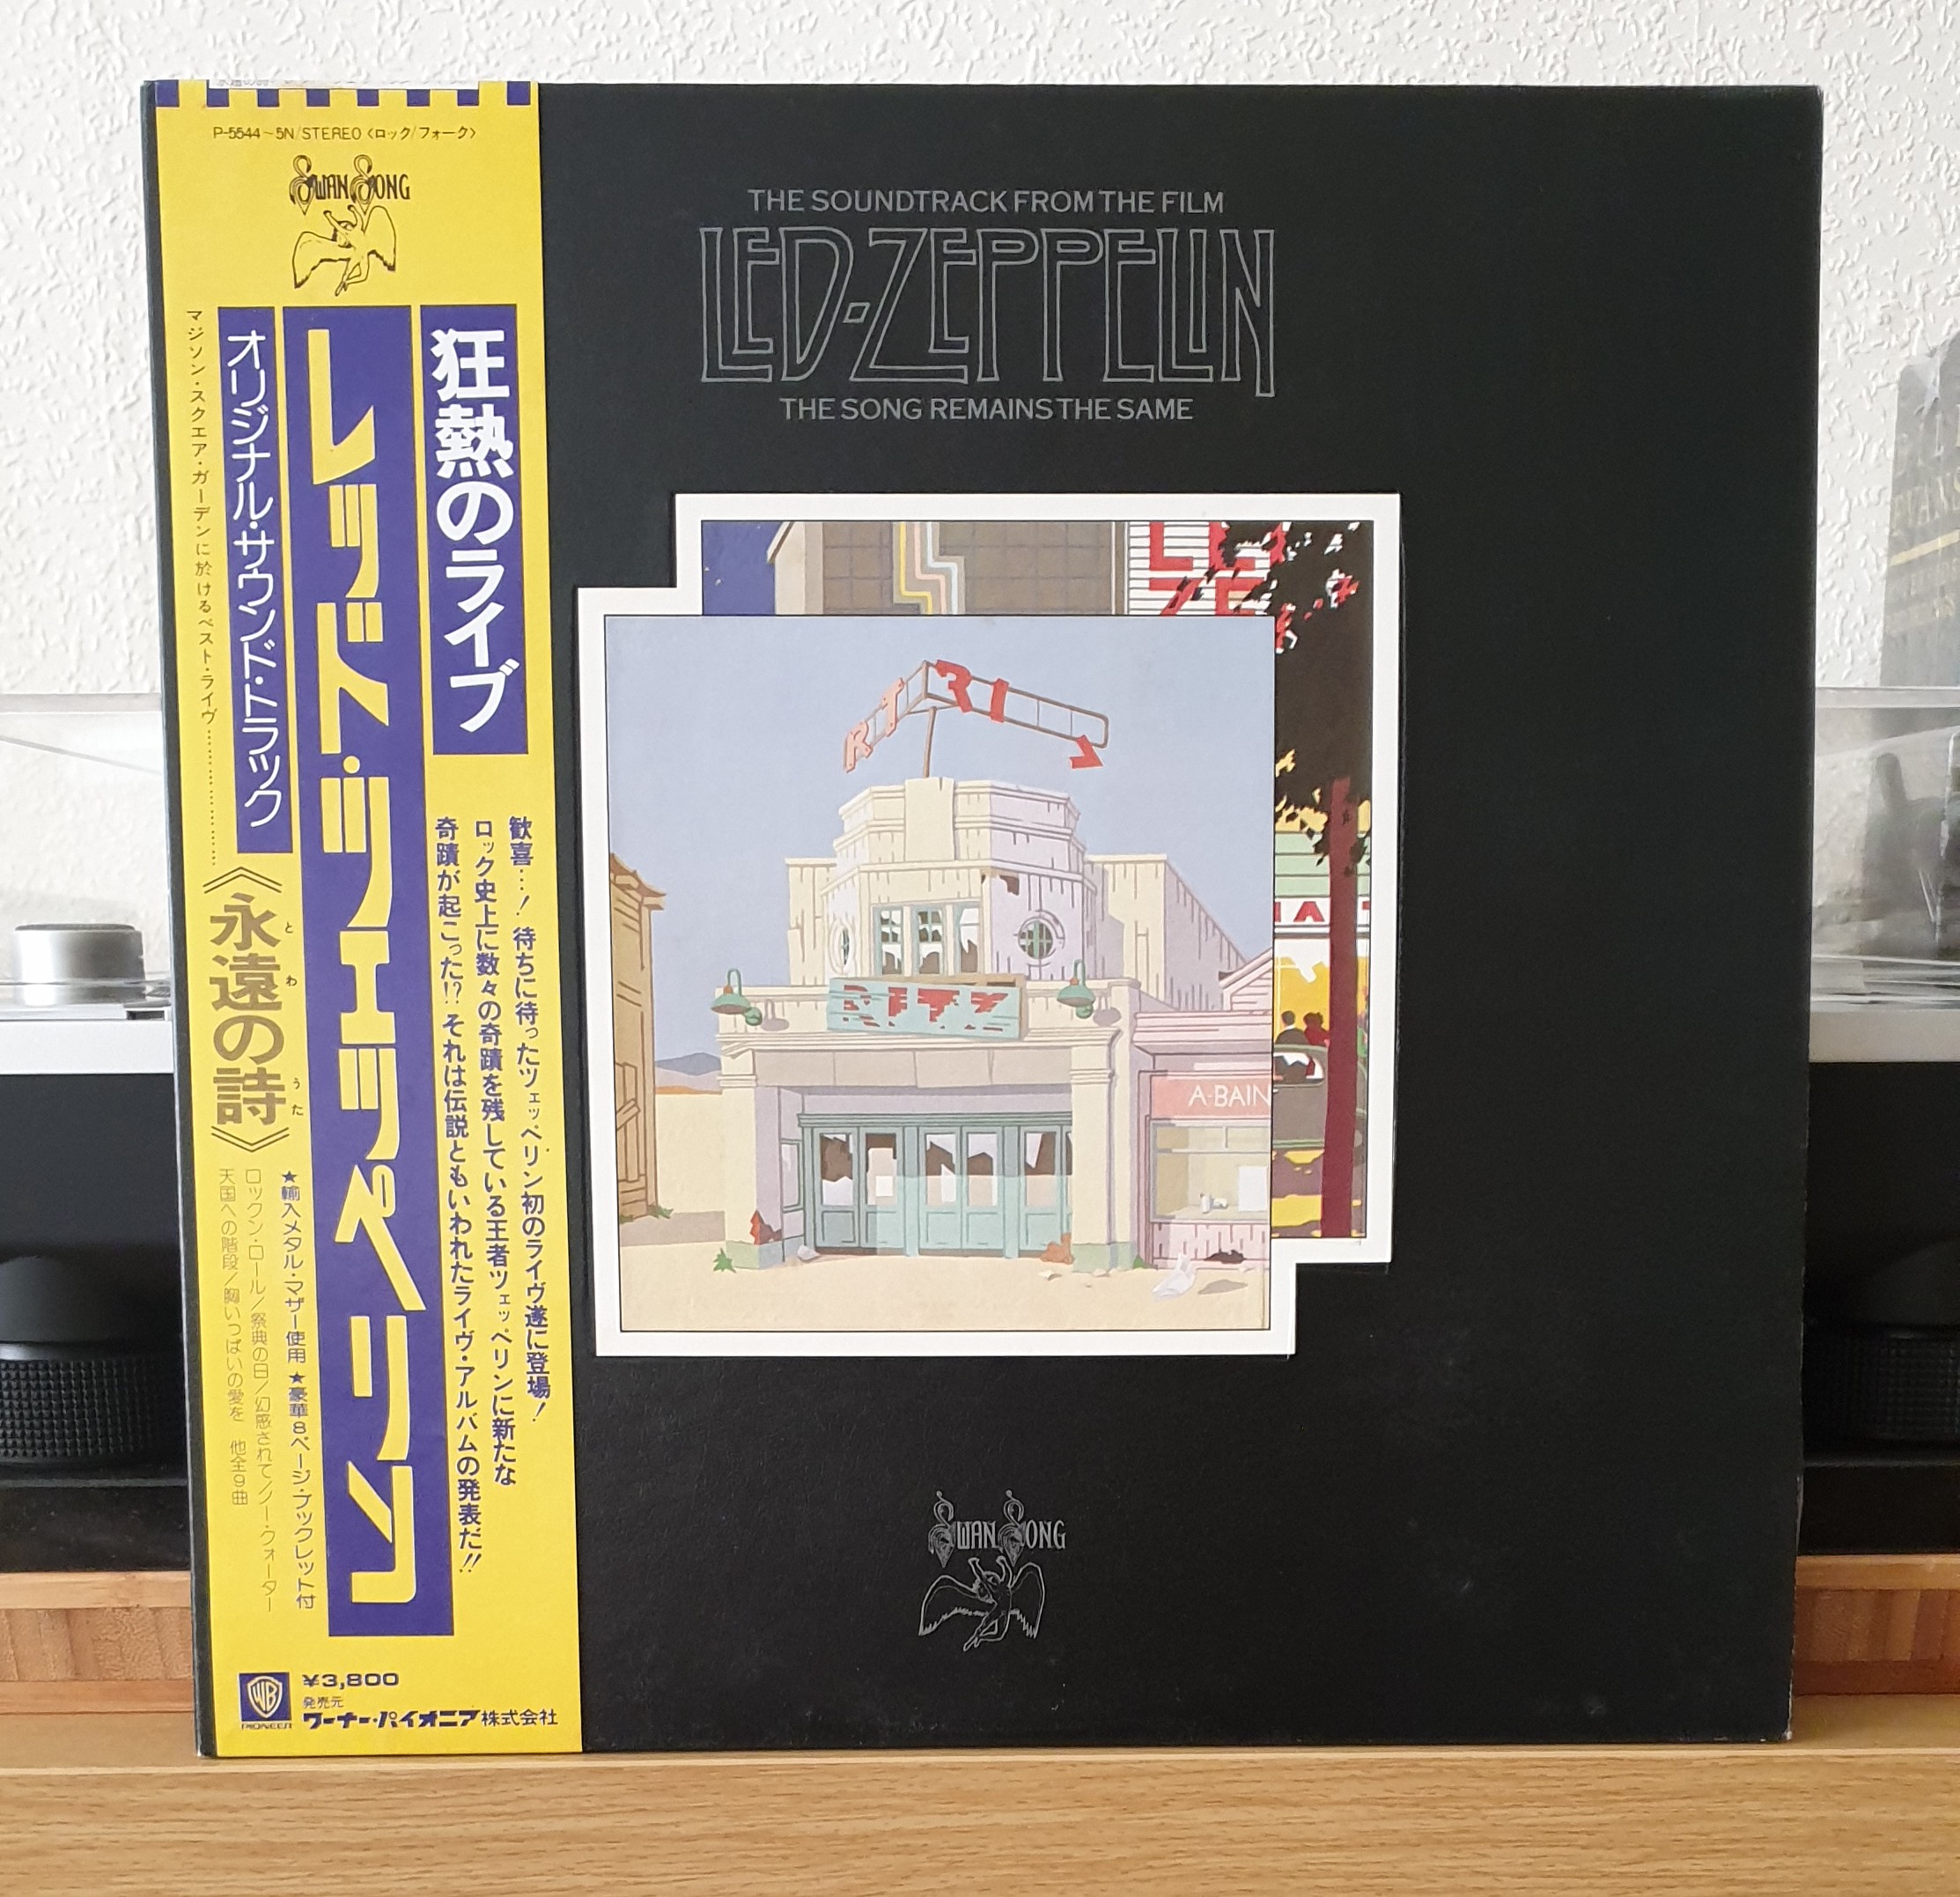 P-5544~5N/STEREO〈ロック/フォーク〉
SWAN SONG
狂熱のライブ
歓喜…！ 待ちに待ったツェッペリン初のライヴ遂に登場！
ロック史上に数々の奇蹟を残している王者ツェッペリンに新たな
奇蹟が起こった!? それは伝説ともいわれたライヴ・アルバムの発表だ!!
レッド・ツェッペリン
オリジナル・サウンド・トラック
マジソン・スクエア・ガーデンに於けるベスト・ライヴ…………
《永遠の詩》
とわ
うた
★輸入メタル・マザー使用 ★豪華8ページ・ブックレット付
ロックン・ロール/祭典の日/幻惑されて/ノー・クォーター
天国への階段/胸いっぱいの愛を 他全9曲
WB
PIONEER
¥3,800
発売元
ワーナー・パイオニア株式会社
THE SOUNDTRACK FROM THE FILM
LED-ZEPPELIN
THE SONG REMAINS THE SAME
RITZ
A-BAIN
SWAN SONG